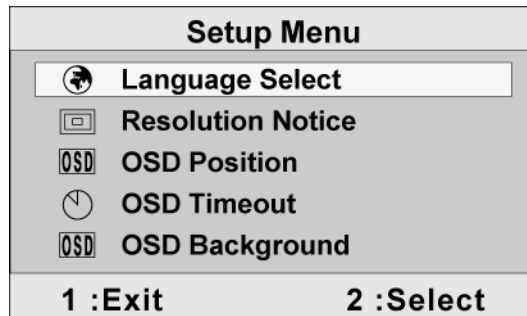 Setup Menu
Language Select
Resolution Notice
OSD OSD Position
OSD Timeout
OSD OSD Background
1 :Exit 2 :Select